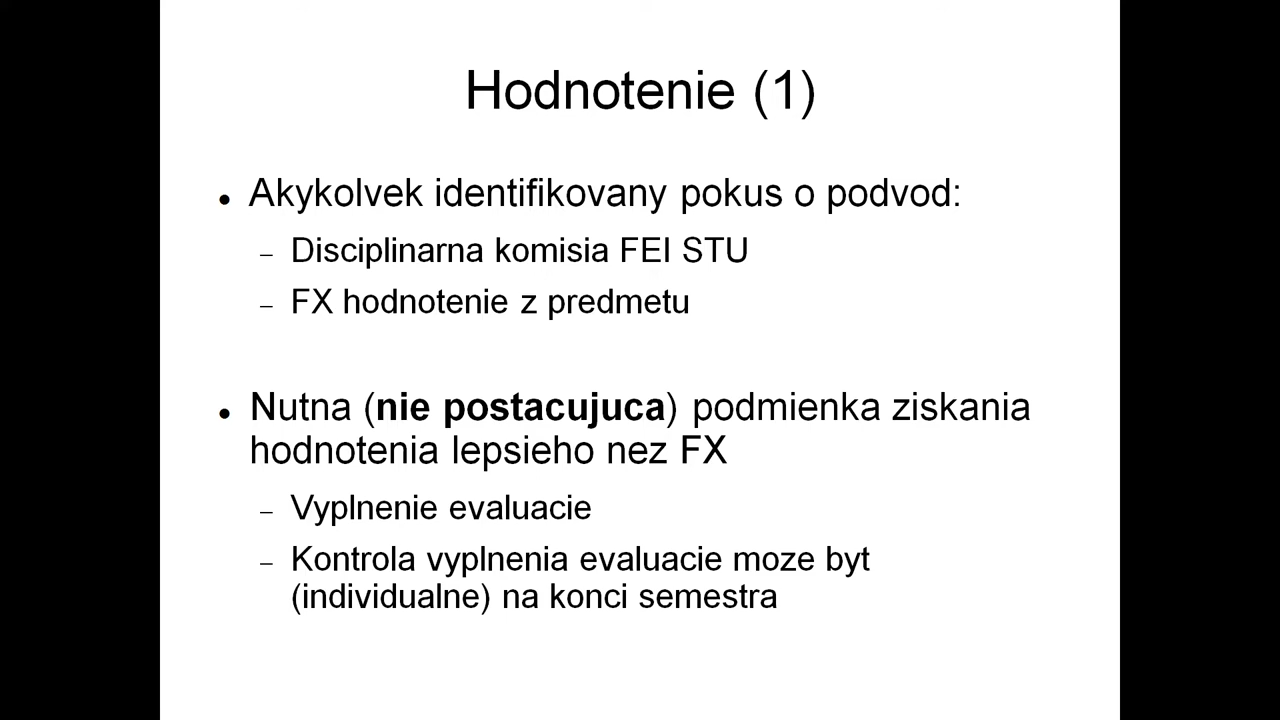 Hodnotenie (1)
● Akykolvek identifikovany pokus o podvod:
– Disciplinarna komisia FEI STU
– FX hodnotenie z predmetu
● Nutna (nie postacujuca) podmienka ziskania
hodnotenia lepsieho nez FX
– Vyplnenie evaluacie
– Kontrola vyplnenia evaluacie moze byt
(individualne) na konci semestra